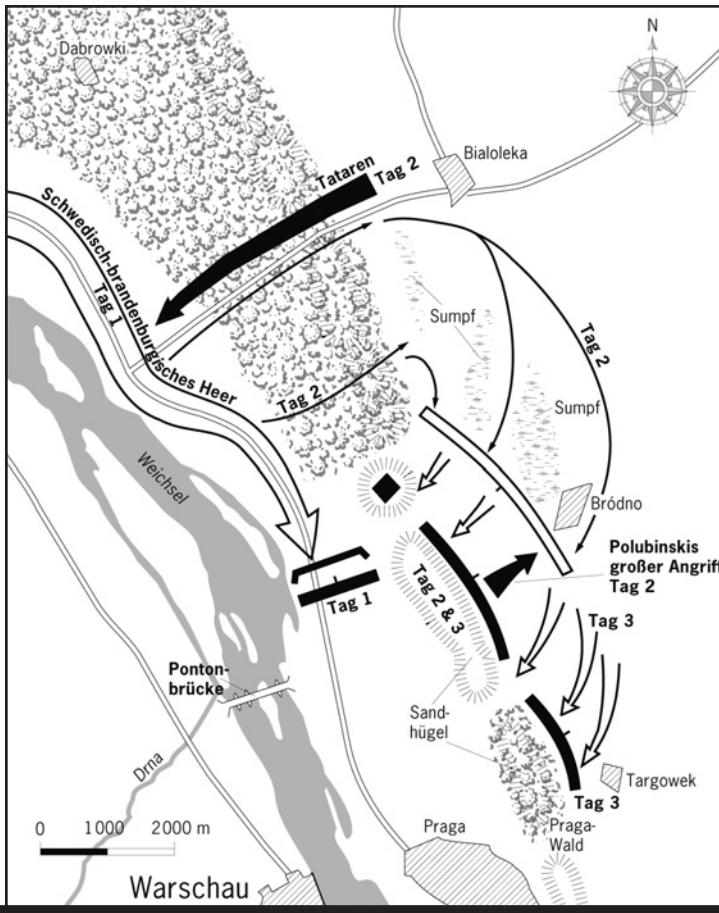 Dabrowki
N
Bialoleka
Tataren
Tag 2
Schwedisch-brandenburgisches Heer
Tag 1
Sumpf
Tag 2
Tag 2
Sumpf
Weichsel
Bródno
Polubinskis
großer Angriff
Tag 2
Tag 1
Tag 2 & 3
Tag 3
Ponton-
brücke
Sand-
hügel
Drna
Targowek
Tag 3
0 1000 2000 m
Praga
Praga-
Wald
Warschau